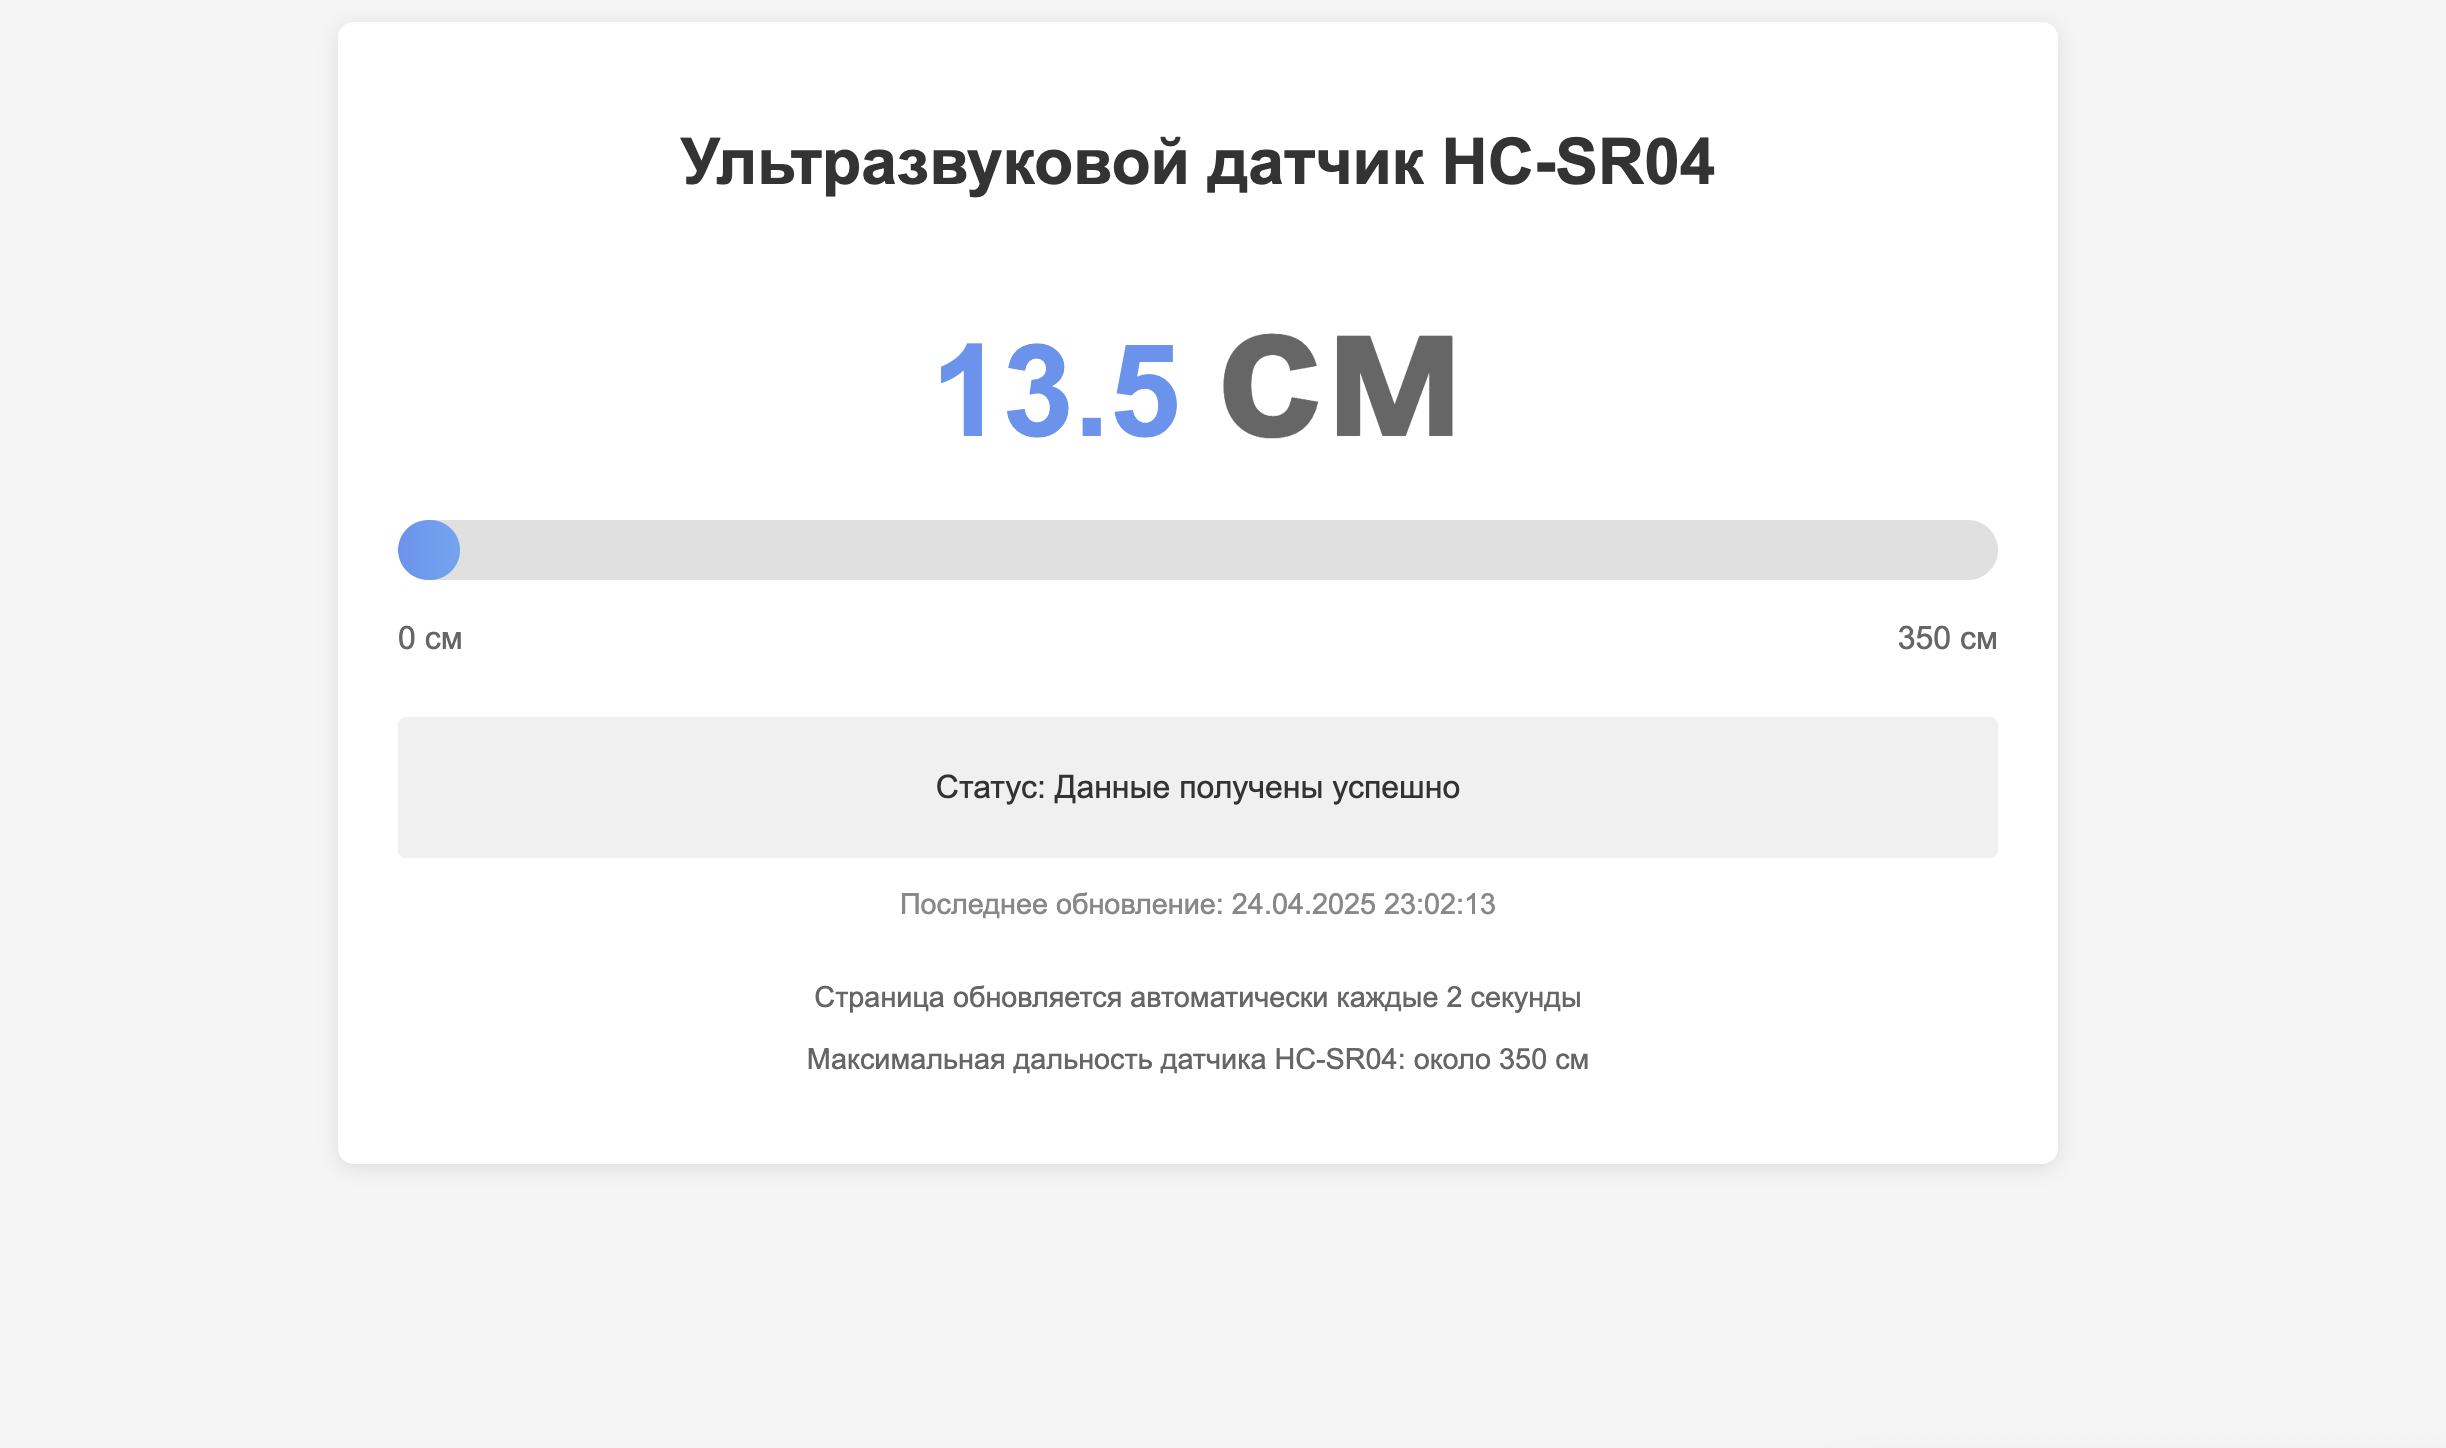 Ультразвуковой датчик HC-SR04
13.5 см
0 см
350 см
Статус: Данные получены успешно
Последнее обновление: 24.04.2025 23:02:13
Страница обновляется автоматически каждые 2 секунды
Максимальная дальность датчика HC-SR04: около 350 см